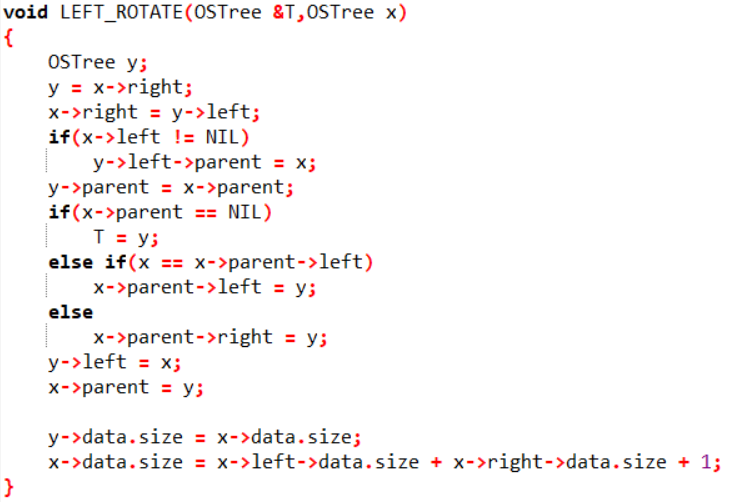 void LEFT_ROTATE(OSTree &T,OSTree x)
{
    OSTree y;
    y = x->right;
    x->right = y->left;
    if(x->left != NIL)
        y->left->parent = x;
    y->parent = x->parent;
    if(x->parent == NIL)
        T = y;
    else if(x == x->parent->left)
        x->parent->left = y;
    else
        x->parent->right = y;
    y->left = x;
    x->parent = y;

    y->data.size = x->data.size;
    x->data.size = x->left->data.size + x->right->data.size + 1;
}